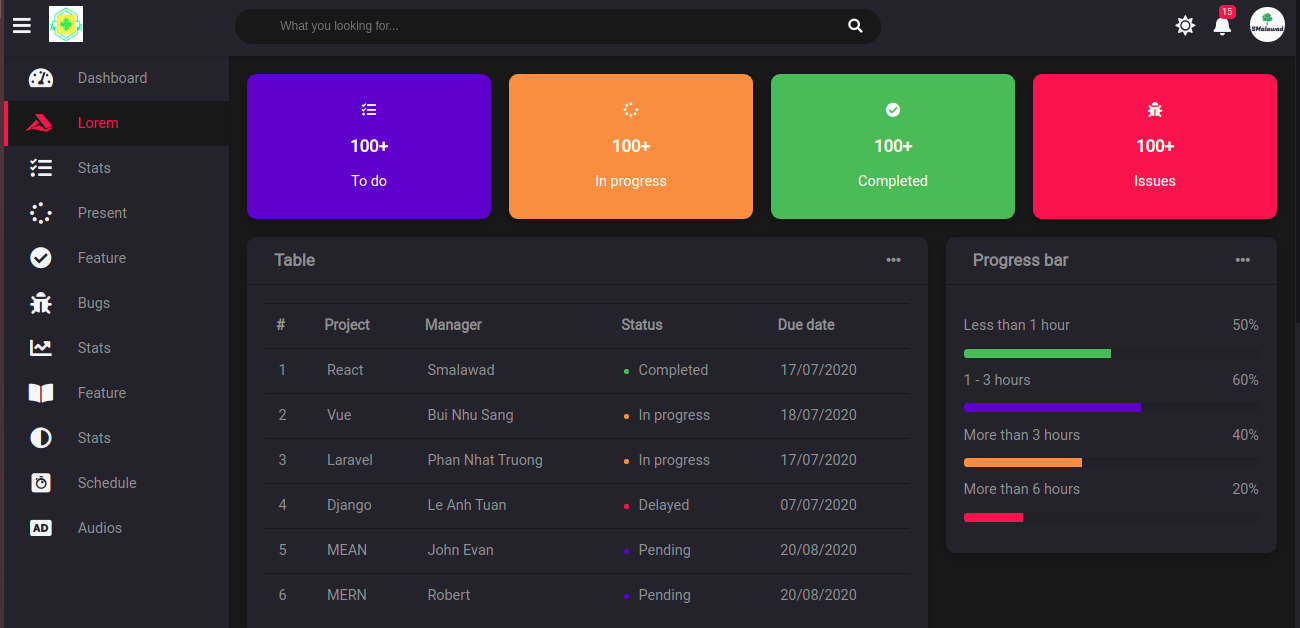 What you looking for...
15
SMalawad
Dashboard
Lorem
Stats
Present
Feature
Bugs
Stats
Feature
Stats
Schedule
AD Audios
100+
To do
100+
In progress
100+
Completed
100+
Issues
Table
# Project Manager Status Due date
1 React Smalawad Completed 17/07/2020
2 Vue Bui Nhu Sang In progress 18/07/2020
3 Laravel Phan Nhat Truong In progress 17/07/2020
4 Django Le Anh Tuan Delayed 07/07/2020
5 MEAN John Evan Pending 20/08/2020
6 MERN Robert Pending 20/08/2020
Progress bar
Less than 1 hour 50%
1 - 3 hours 60%
More than 3 hours 40%
More than 6 hours 20%